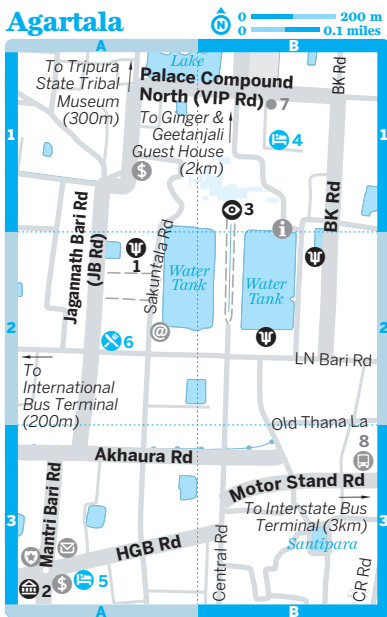 Agartala
N
0 200 m
0 0.1 miles
A B
Lake
To Tripura
State Tribal
Museum
(300m)
Palace Compound
North (VIP Rd)
7
BK Rd
To Ginger &
Geetanjali
Guest House
(2km)
4
1 1
$
3
i
BK Rd
Jagannath Bari Rd
(JB Rd)
1
Sakuntala Rd
Water
Tank
Water
Tank
2 2
@
6
LN Bari Rd
To
International
Bus Terminal
(200m)
Old Thana La
8
Akhaura Rd
Motor Stand Rd
To Interstate Bus
Terminal (3km)
Mantri Bari Rd
3 3
HGB Rd
Central Rd
Santipara
CR Rd
2
$
5
A B